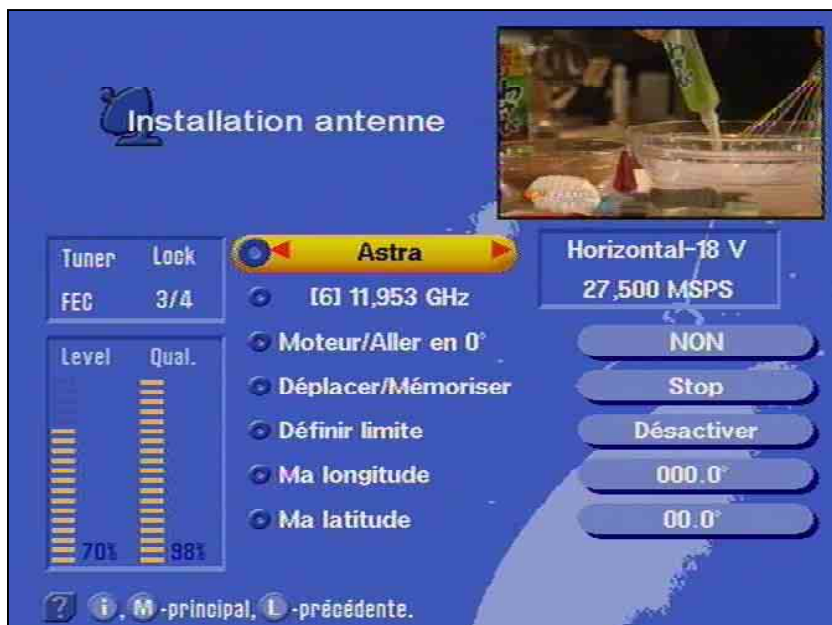 Installation antenne
Tuner Lock
FEC 3/4
Level Qual.
70% 98%
Astra
[6] 11,953 GHz
Moteur/Aller en 0°
Déplacer/Mémoriser
Définir limite
Ma longitude
Ma latitude
Horizontal-18 V
27,500 MSPS
NON
Stop
Désactiver
000.0°
00.0°
? i, M-principal, L-précédente.